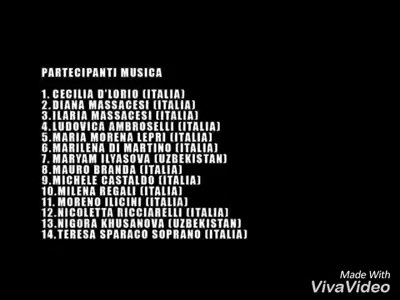 PARTECIPANTI MUSICA
1. CECILIA D'LORIO (ITALIA)
2. DIANA MASSACESI (ITALIA)
3. ILARIA MASSACESI (ITALIA)
4. LUDOVICA AMBROSELLI (ITALIA)
5. MARIA MORENA LEPRI (ITALIA)
6. MARILENA DI MARTINO (ITALIA)
7. MARYAM ILYASOVA (UZBEKISTAN)
8. MAURO BRANDA (ITALIA)
9. MICHELE CASTALDO (ITALIA)
10. MILENA REGALI (ITALIA)
11. MORENO ILICINI (ITALIA)
12. NICOLETTA RICCIARELLI (ITALIA)
13. NIGORA KHUSANOVA (UZBEKISTAN)
14. TERESA SPARACO SOPRANO (ITALIA)
Made With
VivaVideo